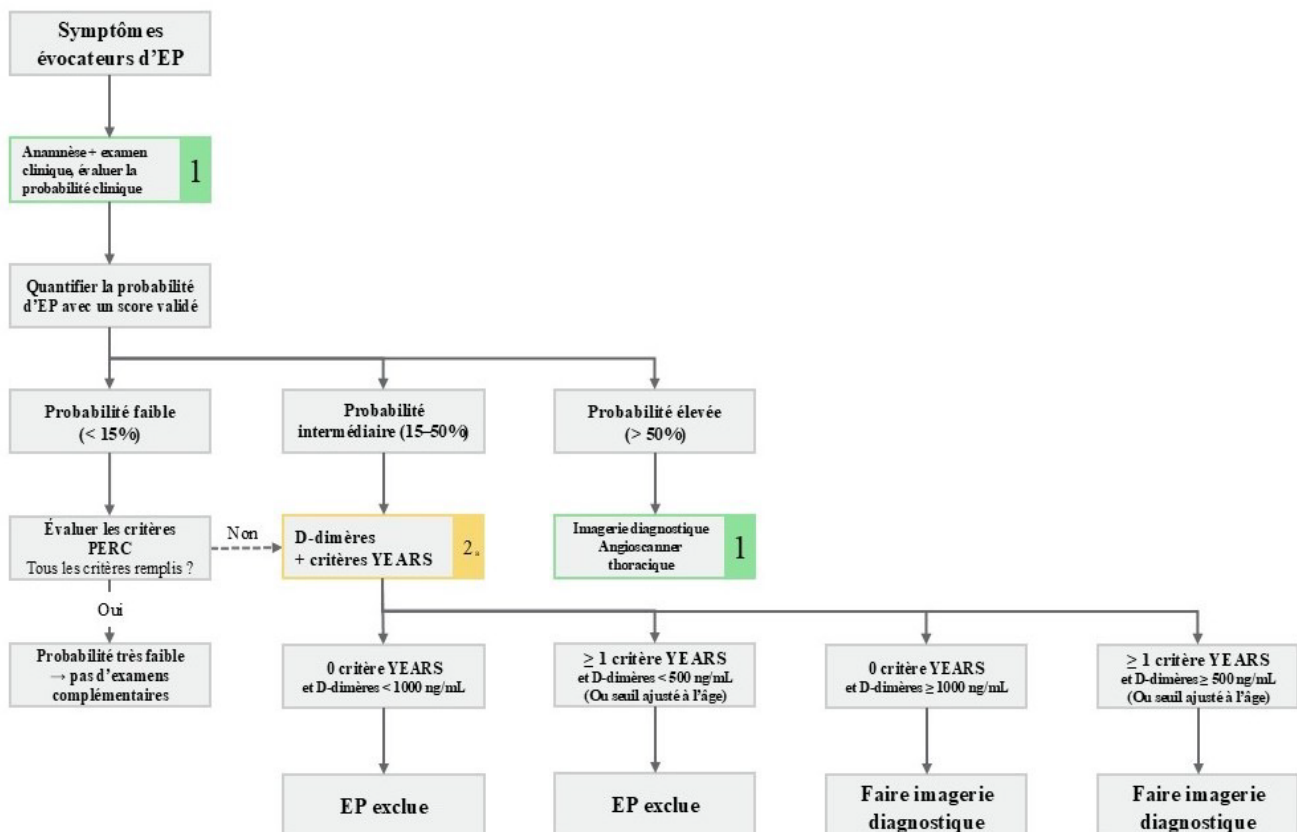 Symptômes
évocateurs d’EP
Anamnèse + examen
clinique, évaluer la
probabilité clinique
1
Quantifier la probabilité
d’EP avec un score validé
Probabilité faible
(< 15%)
Probabilité
intermédiaire (15–50%)
Probabilité élevée
(> 50%)
Évaluer les critères
PERC
Tous les critères remplis ?
Non
D-dimères
+ critères YEARS
2a
Imagerie diagnostique
Angioscanner
thoracique
1
Oui
Probabilité très faible
→ pas d’examens
complémentaires
0 critère YEARS
et D-dimères < 1000 ng/mL
≥ 1 critère YEARS
et D-dimères < 500 ng/mL
(Ou seuil ajusté à l’âge)
0 critère YEARS
et D-dimères ≥ 1000 ng/mL
≥ 1 critère YEARS
et D-dimères ≥ 500 ng/mL
(Ou seuil ajusté à l’âge)
EP exclue
EP exclue
Faire imagerie
diagnostique
Faire imagerie
diagnostique